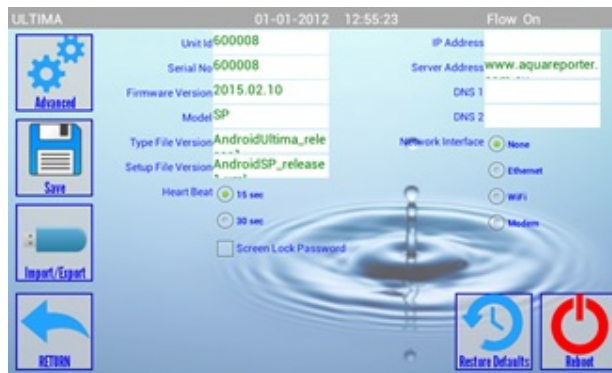 ULTIMA 01-01-2012 12:55:23 Flow On
Unit Id 600008
Serial No 600008
Firmware Version 2015.02.10
Model SP
Type File Version AndroidUltima_rele
Setup File Version AndroidSP_release
Heart Beat 15 sec
30 sec
Screen Lock Password
IP Address
Server Address www.aquareporter.
DNS 1
DNS 2
Network Interface None
Ethernet
WiFi
Modem
Advanced
Save
Import/Export
RETURN
Restore Defaults
Reboot